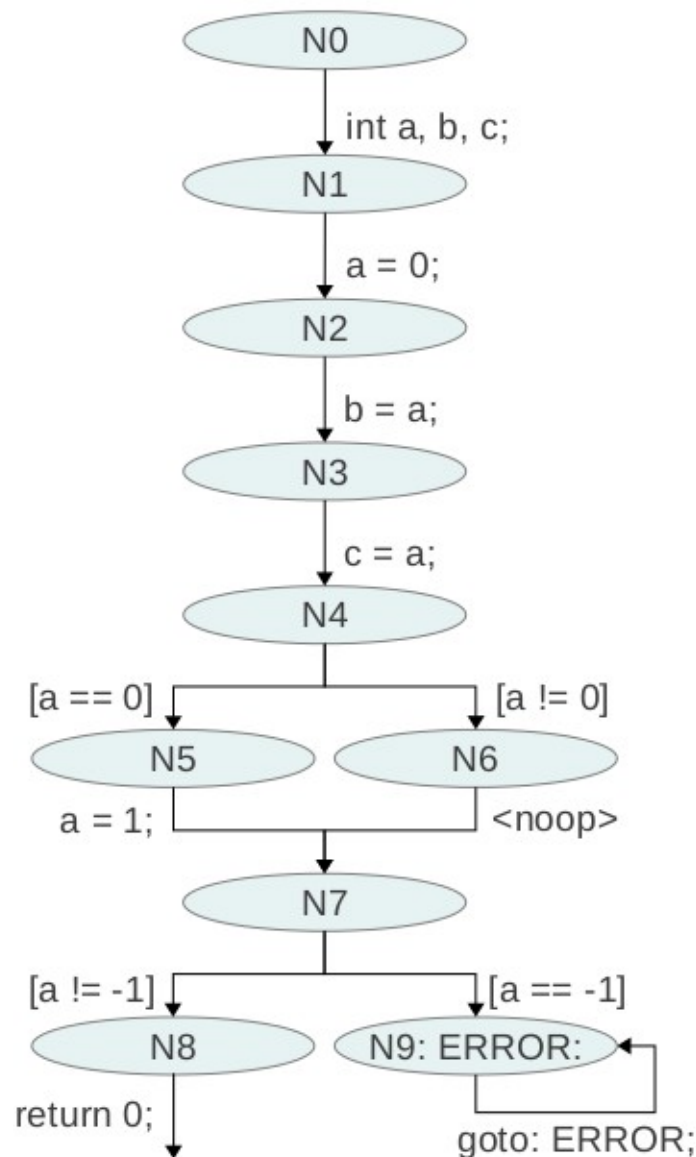 N0
int a, b, c;
N1
a = 0;
N2
b = a;
N3
c = a;
N4
[a == 0]
[a != 0]
N5
N6
a = 1;
<noop>
N7
[a != -1]
[a == -1]
N8
N9: ERROR:
return 0;
goto: ERROR;